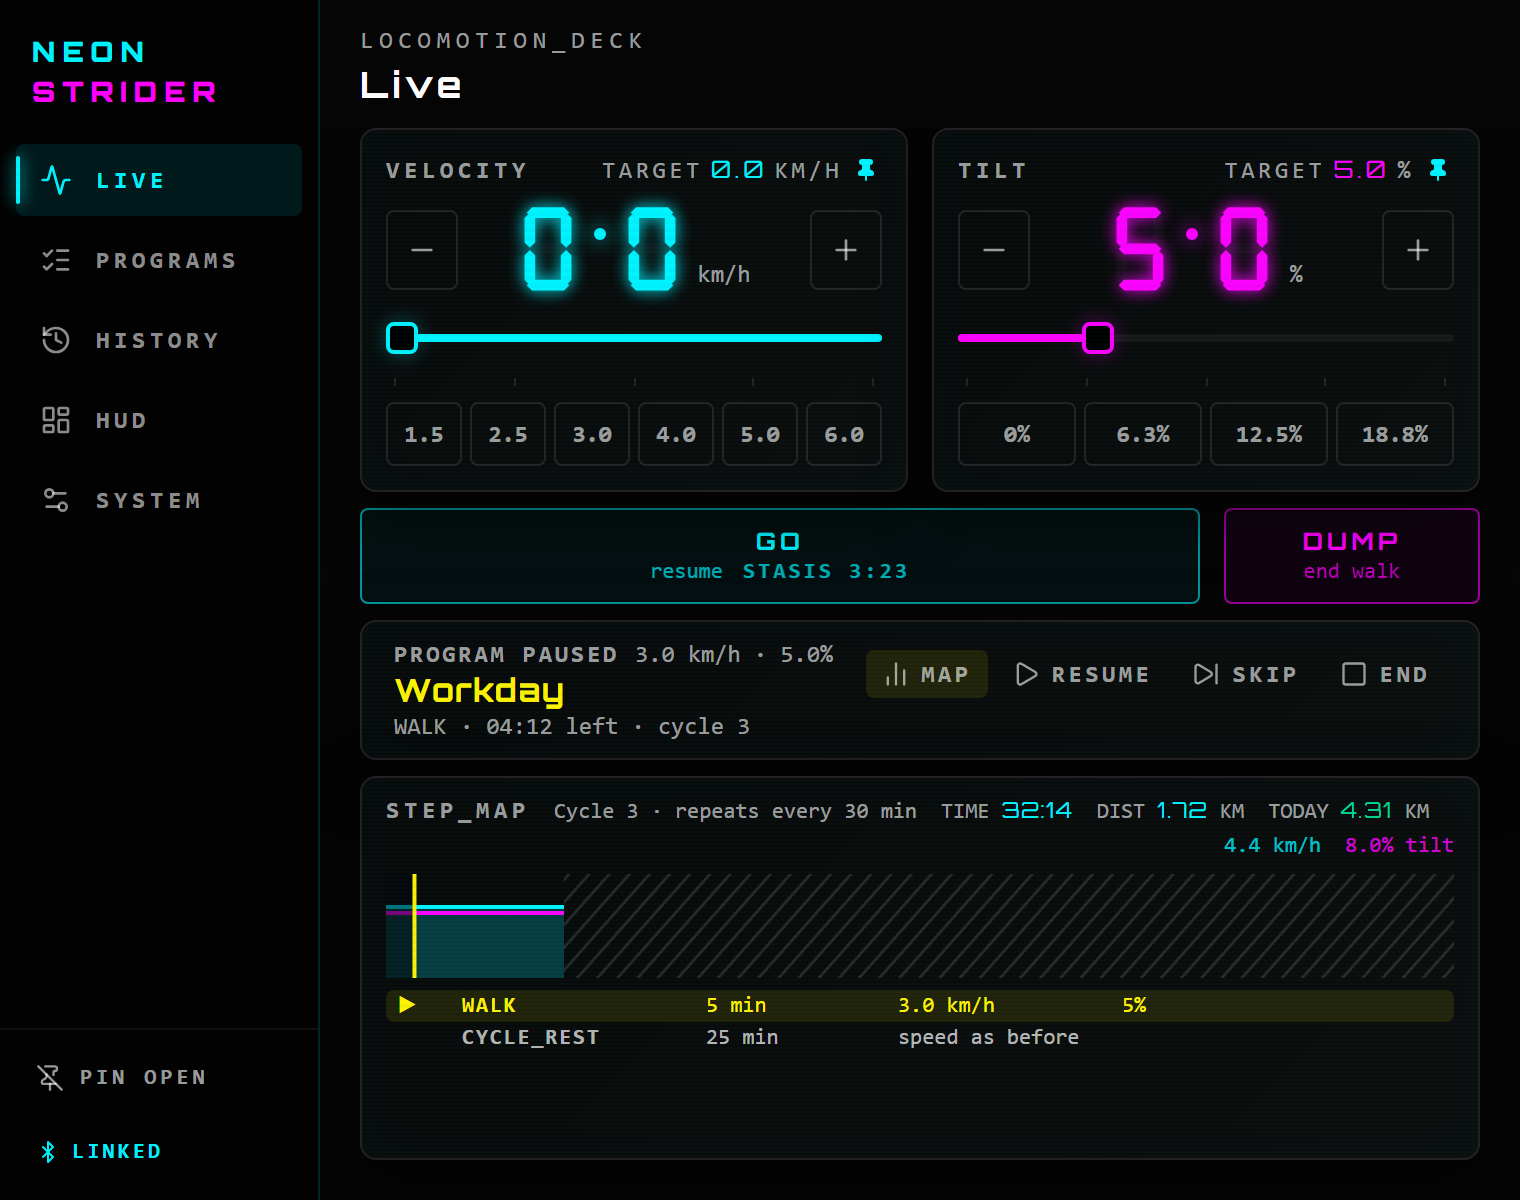 NEON
STRIDER
LIVE
PROGRAMS
HISTORY
HUD
SYSTEM
PIN OPEN
LINKED
LOCOMOTION_DECK
Live
VELOCITY TARGET 0.0 KM/H
0.0 km/h
1.5 2.5 3.0 4.0 5.0 6.0
TILT TARGET 5.0 %
5.0 %
0% 6.3% 12.5% 18.8%
GO
resume STASIS 3:23
DUMP
end walk
PROGRAM PAUSED 3.0 km/h · 5.0%
Workday
WALK · 04:12 left · cycle 3
MAP RESUME SKIP END
STEP_MAP Cycle 3 · repeats every 30 min TIME 32:14 DIST 1.72 KM TODAY 4.31 KM
4.4 km/h 8.0% tilt
WALK 5 min 3.0 km/h 5%
CYCLE_REST 25 min speed as before